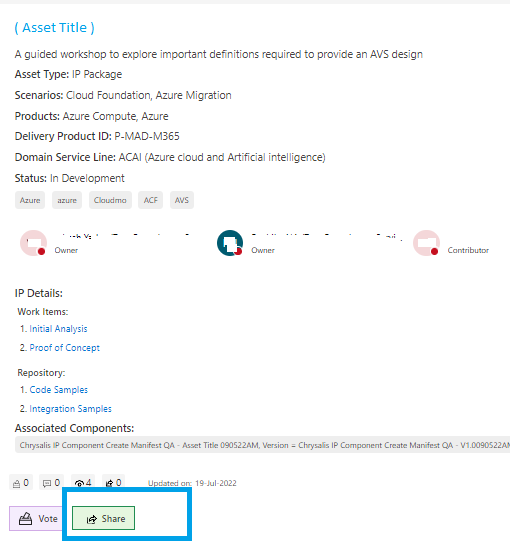 ( Asset Title )
A guided workshop to explore important definitions required to provide an AVS design
Asset Type: IP Package
Scenarios: Cloud Foundation, Azure Migration
Products: Azure Compute, Azure
Delivery Product ID: P-MAD-M365
Domain Service Line: ACAI (Azure cloud and Artificial intelligence)
Status: In Development
Azure azure Cloudmo ACF AVS
Owner Owner Contributor
IP Details:
Work Items:
1. Initial Analysis
2. Proof of Concept
Repository:
1. Code Samples
2. Integration Samples
Associated Components:
Chrysalis IP Component Create Manifest QA - Asset Title 090522AM, Version = Chrysalis IP Component Create Manifest QA - V1.0090522AM
0 0 4 0 Updated on: 19-Jul-2022
Vote Share